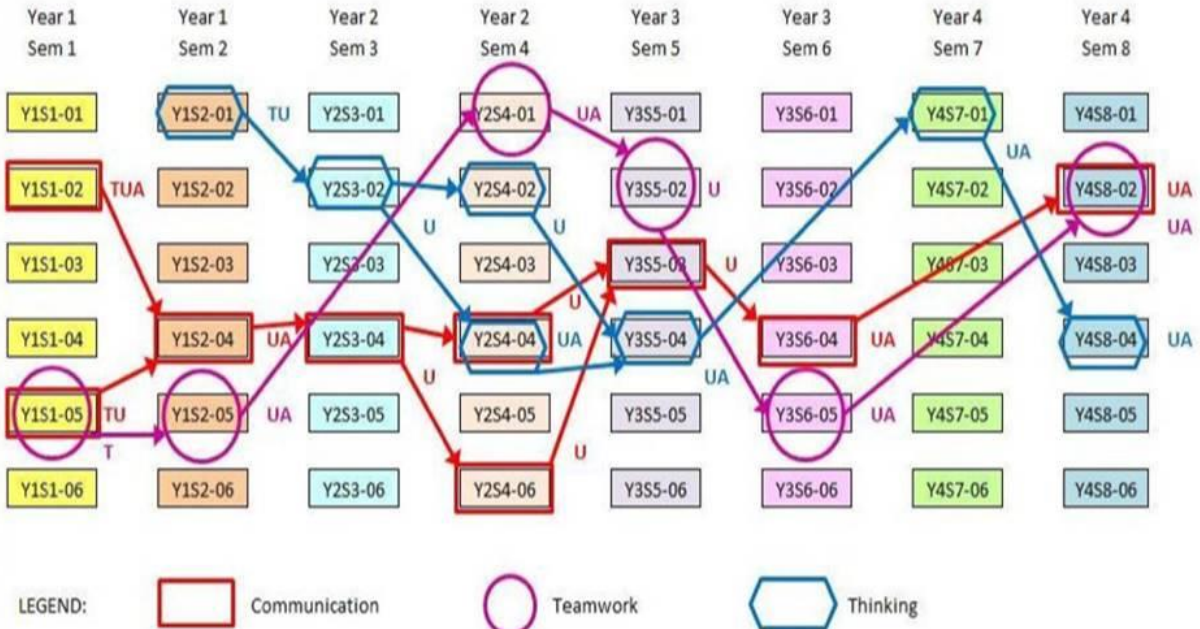 Year 1 Year 1 Year 2 Year 2 Year 3 Year 3 Year 4 Year 4
Sem 1 Sem 2 Sem 3 Sem 4 Sem 5 Sem 6 Sem 7 Sem 8
Y1S1-01 Y1S2-01 TU Y2S3-01 Y2S4-01 UA Y3S5-01 Y3S6-01 Y4S7-01 Y4S8-01
UA
Y1S1-02 TUA Y1S2-02 Y2S3-02 Y2S4-02 Y3S5-02 U Y3S6-02 Y4S7-02 Y4S8-02 UA
U U UA
Y1S1-03 Y1S2-03 Y2S3-03 Y2S4-03 Y3S5-03 U Y3S6-03 Y4S7-03 Y4S8-03
U
Y1S1-04 Y1S2-04 UA Y2S3-04 Y2S4-04 UA Y3S5-04 Y3S6-04 UA Y4S7-04 Y4S8-04 UA
U UA
Y1S1-05 TU Y1S2-05 UA Y2S3-05 Y2S4-05 Y3S5-05 Y3S6-05 UA Y4S7-05 Y4S8-05
T U
Y1S1-06 Y1S2-06 Y2S3-06 Y2S4-06 Y3S5-06 Y3S6-06 Y4S7-06 Y4S8-06
LEGEND: Communication Teamwork Thinking